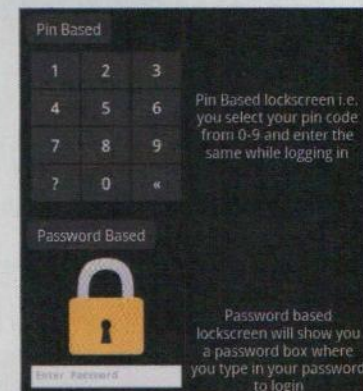 Pin Based
1 2 3
4 5 6
7 8 9
? 0 «
Pin Based lockscreen i.e.
you select your pin code
from 0-9 and enter the
same while logging in
Password Based
Enter Password
Password based
lockscreen will show you
a password box where
you type in your password
to login